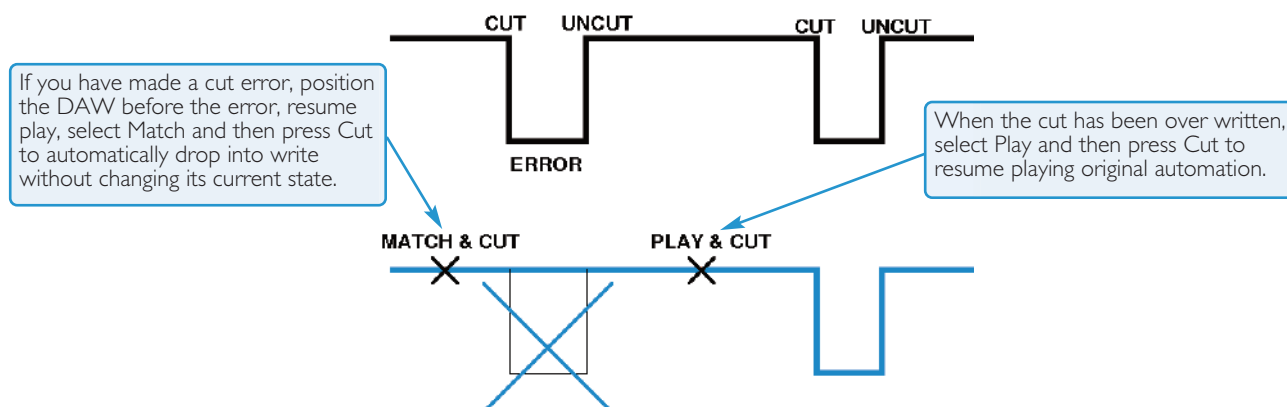 CUT UNCUT CUT UNCUT
If you have made a cut error, position
the DAW before the error, resume
play, select Match and then press Cut
to automatically drop into write
without changing its current state.
ERROR
When the cut has been over written,
select Play and then press Cut to
resume playing original automation.
MATCH & CUT PLAY & CUT